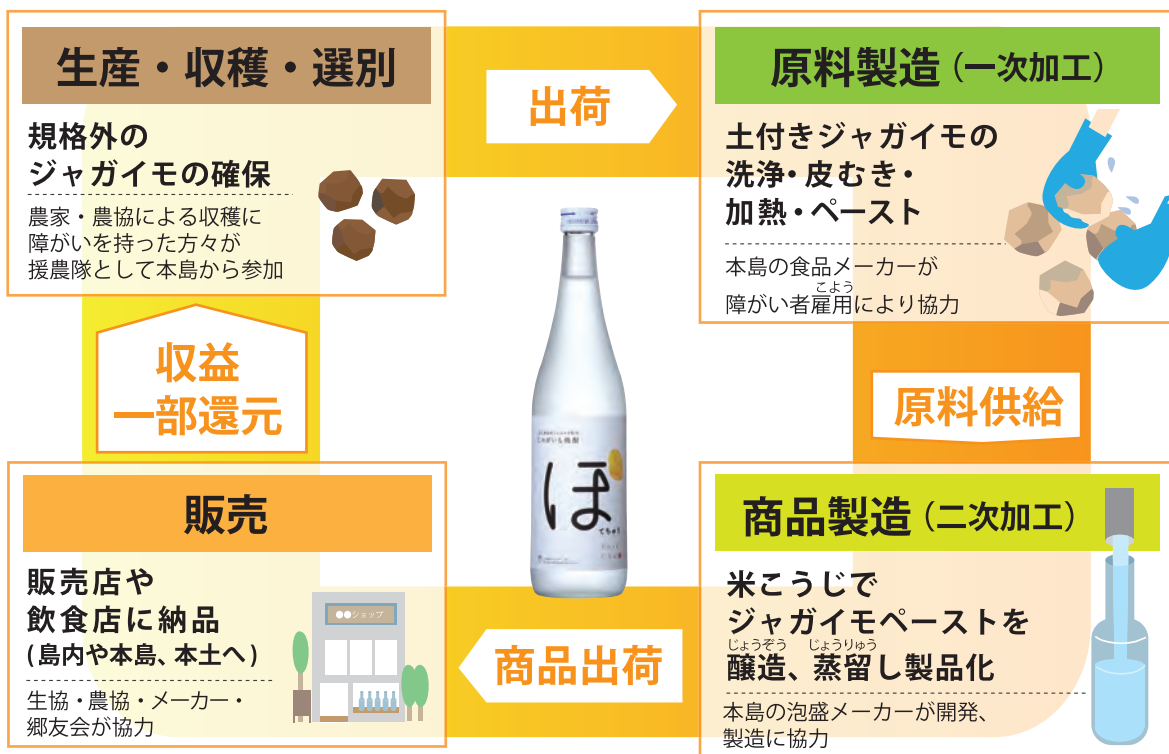 生産・収穫・選別
規格外の
ジャガイモの確保
農家・農協による収穫に
障がいを持った方々が
援農隊として本島から参加
出荷
原料製造（一次加工）
土付きジャガイモの
洗浄・皮むき・
加熱・ペースト
本島の食品メーカーが
こよう
障がい者雇用により協力
原料供給
商品製造（二次加工）
米こうじで
ジャガイモペーストを
じょうぞう じょうりゅう
醸造、蒸留し製品化
本島の泡盛メーカーが開発、
製造に協力
商品出荷
販売
販売店や
飲食店に納品
(島内や本島、本土へ)
生協・農協・メーカー・
郷友会が協力
●●ショップ
収益
一部還元
じゃがいも焼酎
ぽ
てちゅう